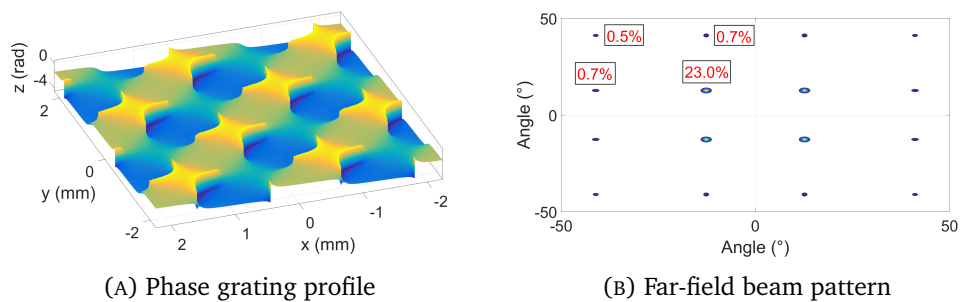 0
-4
z (rad)
2
0
-2
y (mm)
2
1
0
-1
-2
x (mm)
(A) Phase grating profile
50
0
-50
Angle (°)
0.5%
0.7%
0.7%
23.0%
-50
0
50
Angle (°)
(B) Far-field beam pattern